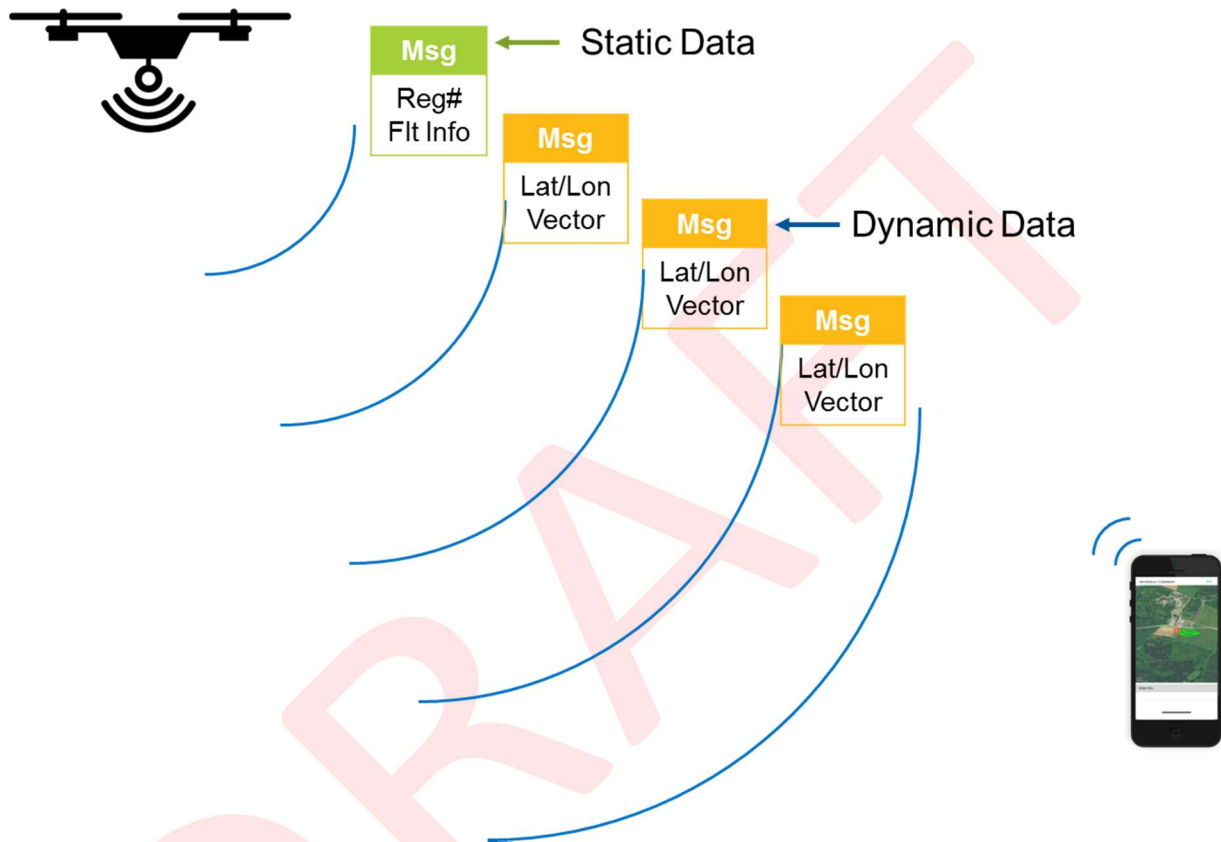 Msg
Reg#
Flt Info
Static Data
Msg
Lat/Lon
Vector
Msg
Lat/Lon
Vector
Dynamic Data
Msg
Lat/Lon
Vector
DRAFT